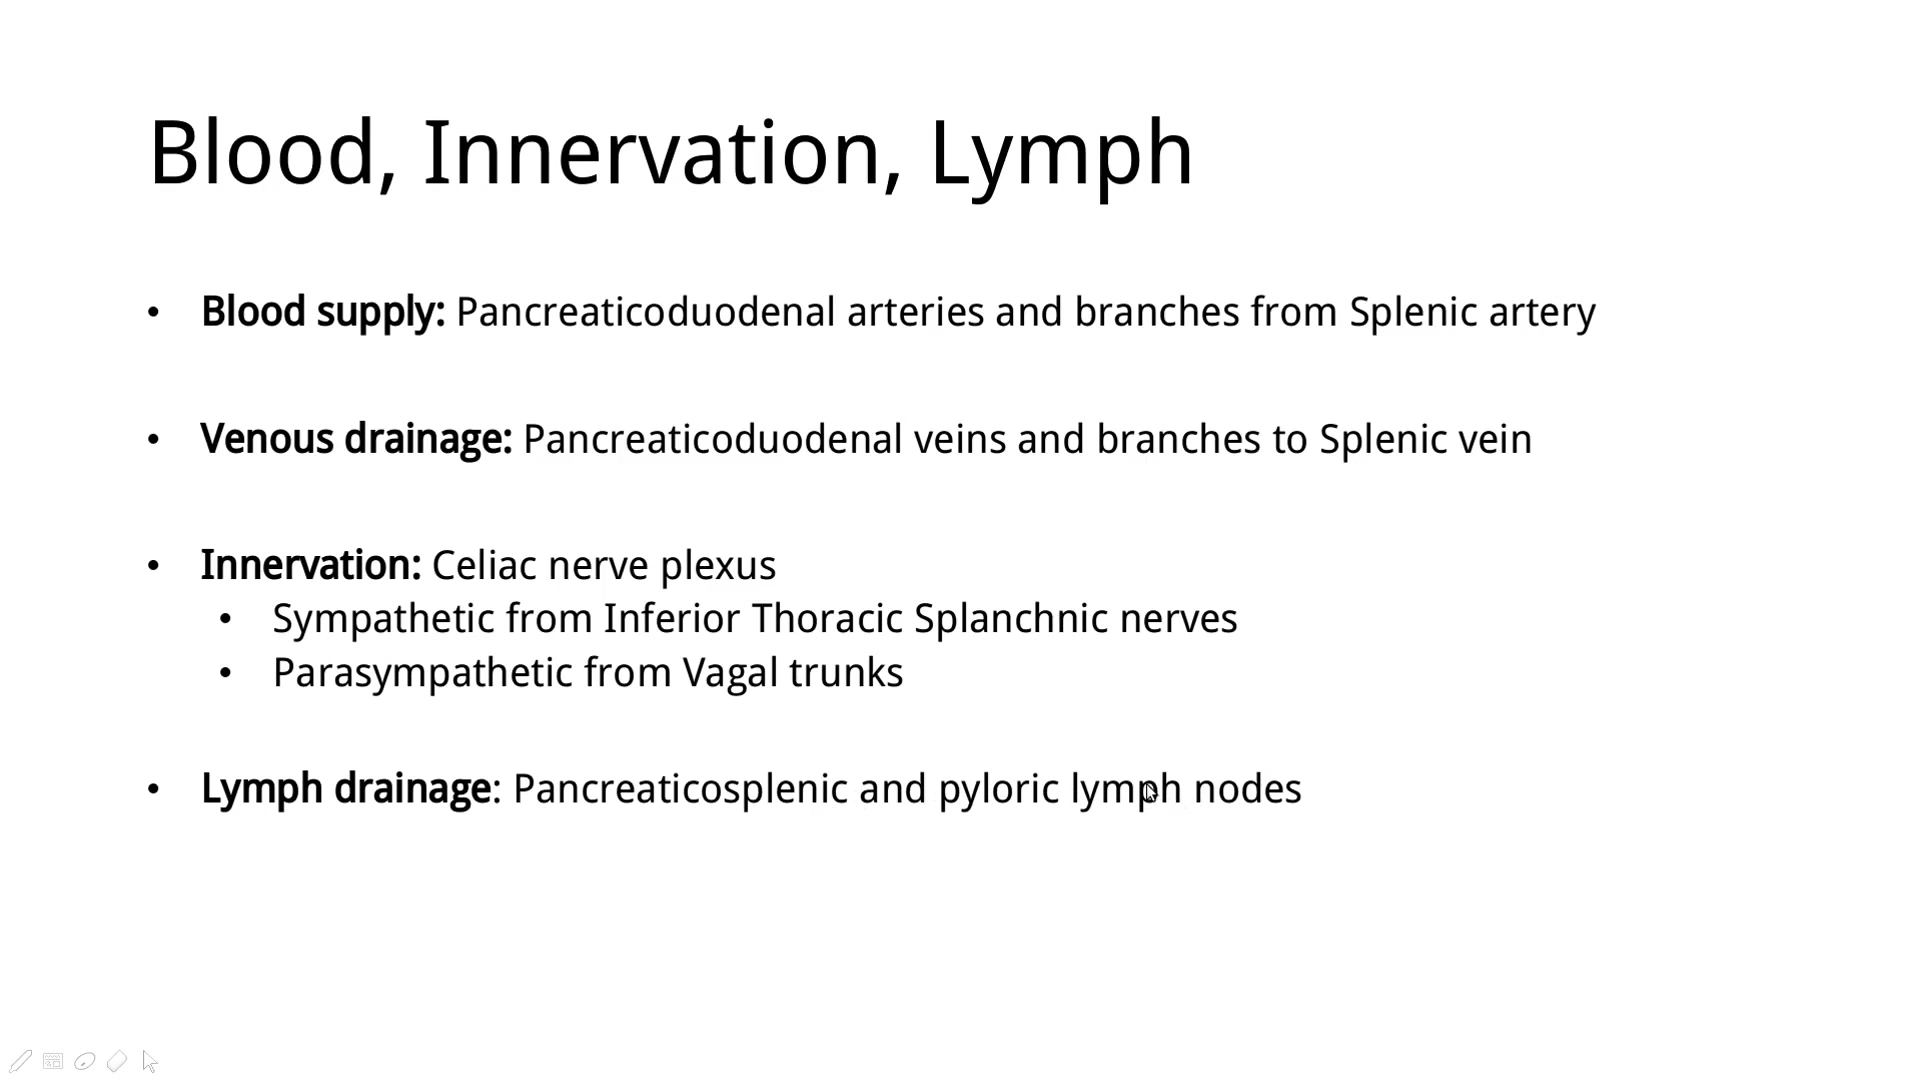 Blood, Innervation, Lymph
• Blood supply: Pancreaticoduodenal arteries and branches from Splenic artery
• Venous drainage: Pancreaticoduodenal veins and branches to Splenic vein
• Innervation: Celiac nerve plexus
• Sympathetic from Inferior Thoracic Splanchnic nerves
• Parasympathetic from Vagal trunks
• Lymph drainage: Pancreaticosplenic and pyloric lymph nodes